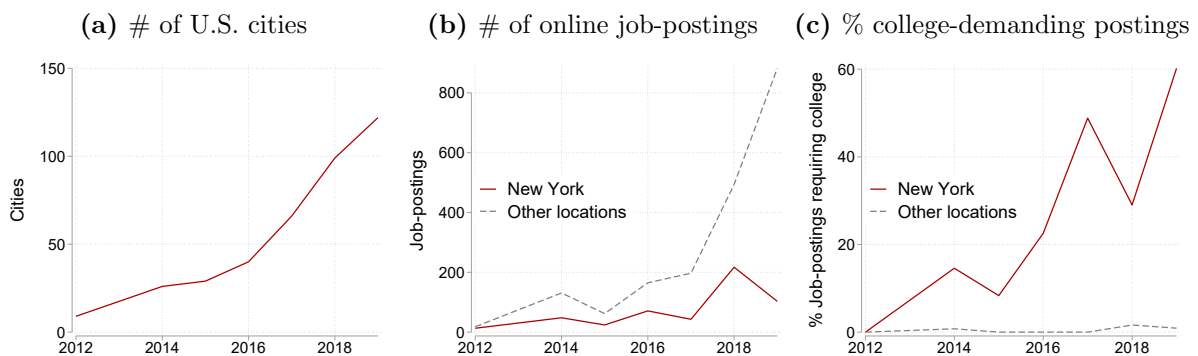 (a) # of U.S. cities
150
100
50
0
Cities
2012 2014 2016 2018
(b) # of online job-postings
800
600
400
200
0
Job-postings
New York
Other locations
2012 2014 2016 2018
(c) % college-demanding postings
60
40
20
0
% Job-postings requiring college
New York
Other locations
2012 2014 2016 2018